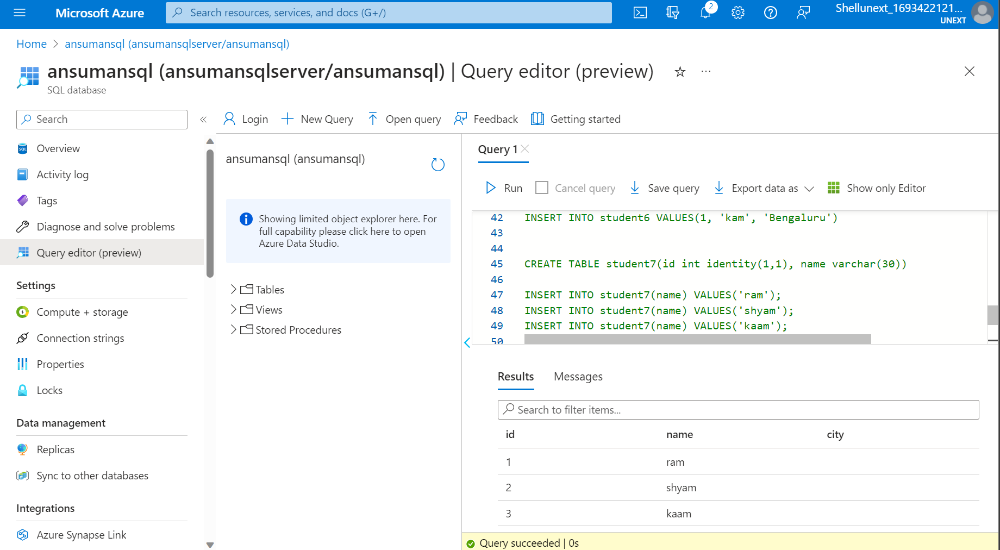 Microsoft Azure
Search resources, services, and docs (G+/)
2
Shellunext_1693422121...
UNEXT
Home > ansumansql (ansumansqlserver/ansumansql)
ansumansql (ansumansqlserver/ansumansql) | Query editor (preview)
SQL database
Search
Overview
Activity log
Tags
Diagnose and solve problems
Query editor (preview)
Settings
Compute + storage
Connection strings
Properties
Locks
Data management
Replicas
Sync to other databases
Integrations
Azure Synapse Link
Login
New Query
Open query
Feedback
Getting started
ansumansql (ansumansql)
Showing limited object explorer here. For
full capability please click here to open
Azure Data Studio.
Tables
Views
Stored Procedures
Query 1
Run
Cancel query
Save query
Export data as
Show only Editor
42 INSERT INTO student6 VALUES(1, 'kam', 'Bengaluru')
43
44
45 CREATE TABLE student7(id int identity(1,1), name varchar(30))
46
47 INSERT INTO student7(name) VALUES('ram');
48 INSERT INTO student7(name) VALUES('shyam');
49 INSERT INTO student7(name) VALUES('kaam');
50
Results Messages
Search to filter items...
id name city
1 ram
2 shyam
3 kaam
Query succeeded | 0s